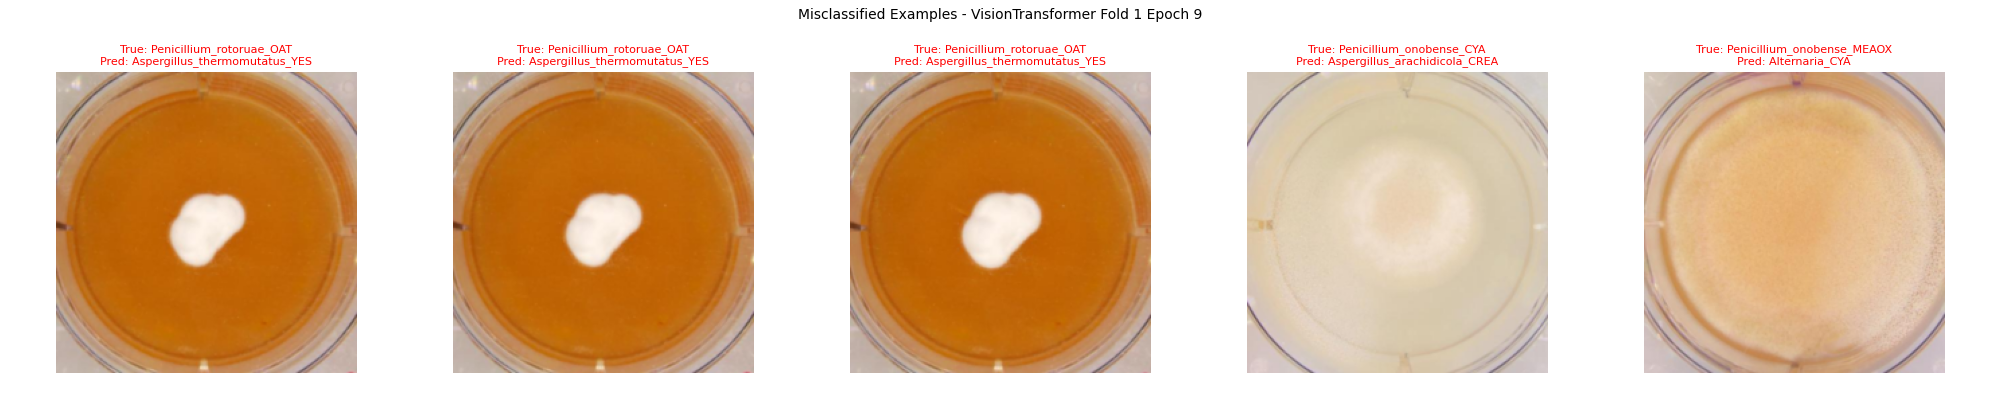 Misclassified Examples - VisionTransformer Fold 1 Epoch 9
True: Penicillium_rotoruae_OAT
Pred: Aspergillus_thermomutatus_YES
True: Penicillium_rotoruae_OAT
Pred: Aspergillus_thermomutatus_YES
True: Penicillium_rotoruae_OAT
Pred: Aspergillus_thermomutatus_YES
True: Penicillium_onobense_CYA
Pred: Aspergillus_arachidicola_CREA
True: Penicillium_onobense_MEAOX
Pred: Alternaria_CYA